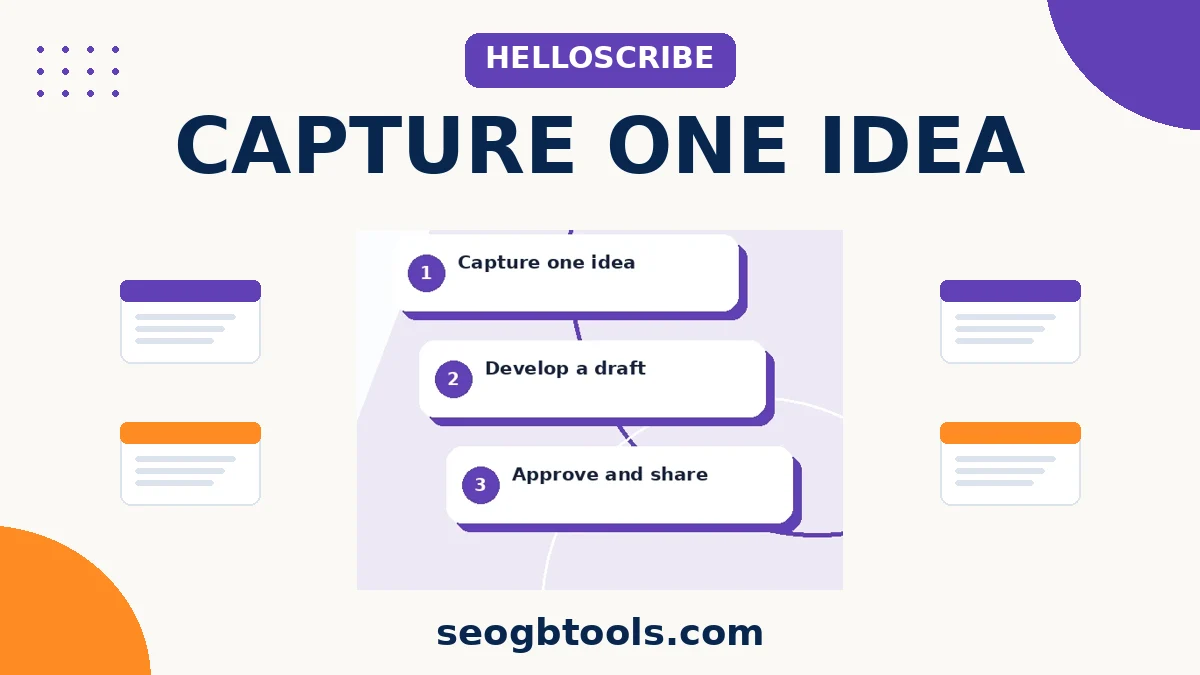 HELLOSCRIBE
CAPTURE ONE IDEA
1 Capture one idea
2 Develop a draft
3 Approve and share
seogbtools.com